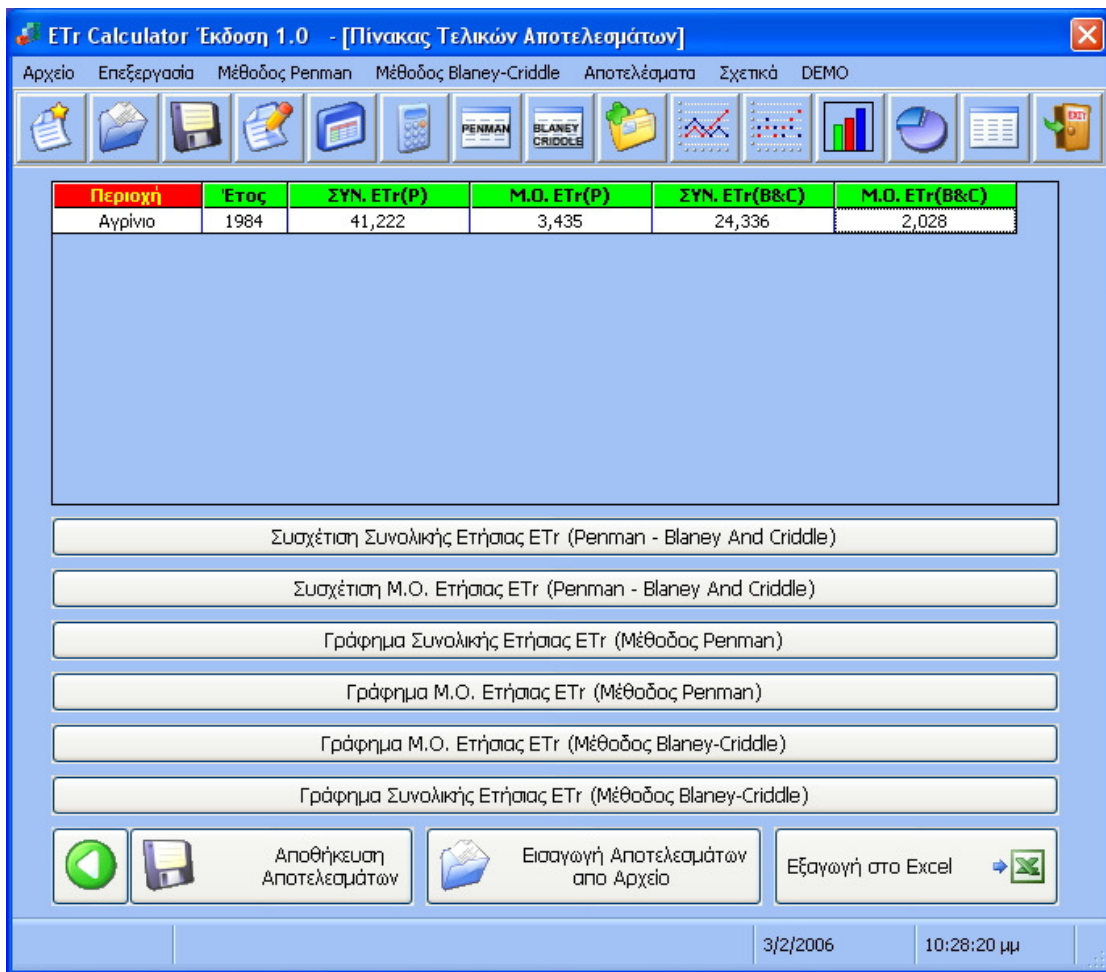 ETr Calculator Έκδοση 1.0 - [Πίνακας Τελικών Αποτελεσμάτων]
Αρχείο Επεξεργασία Μέθοδος Penman Μέθοδος Blaney-Criddle Αποτελέσματα Σχετικά DEMO
PENMAN BLANEY CRIDDLE EXIT
Περιοχή Έτος ΣΥΝ. ETr(P) Μ.Ο. ETr(P) ΣΥΝ. ETr(B&C) Μ.Ο. ETr(B&C)
Αγρίνιο 1984 41,222 3,435 24,336 2,028
Συσχέτιση Συνολικής Ετήσιας ETr (Penman - Blaney And Criddle)
Συσχέτιση Μ.Ο. Ετήσιας ETr (Penman - Blaney And Criddle)
Γράφημα Συνολικής Ετήσιας ETr (Μέθοδος Penman)
Γράφημα Μ.Ο. Ετήσιας ETr (Μέθοδος Penman)
Γράφημα Μ.Ο. Ετήσιας ETr (Μέθοδος Blaney-Criddle)
Γράφημα Συνολικής Ετήσιας ETr (Μέθοδος Blaney-Criddle)
Αποθήκευση
Αποτελεσμάτων
Εισαγωγή Αποτελεσμάτων
απο Αρχείο
Εξαγωγή στο Excel
3/2/2006 10:28:20 μμ